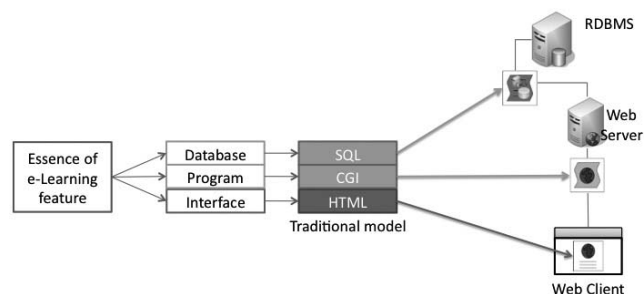 RDBMS
Web
Server
Essence of
e-Learning
feature
Database
Program
Interface
SQL
CGI
HTML
Traditional model
Web Client